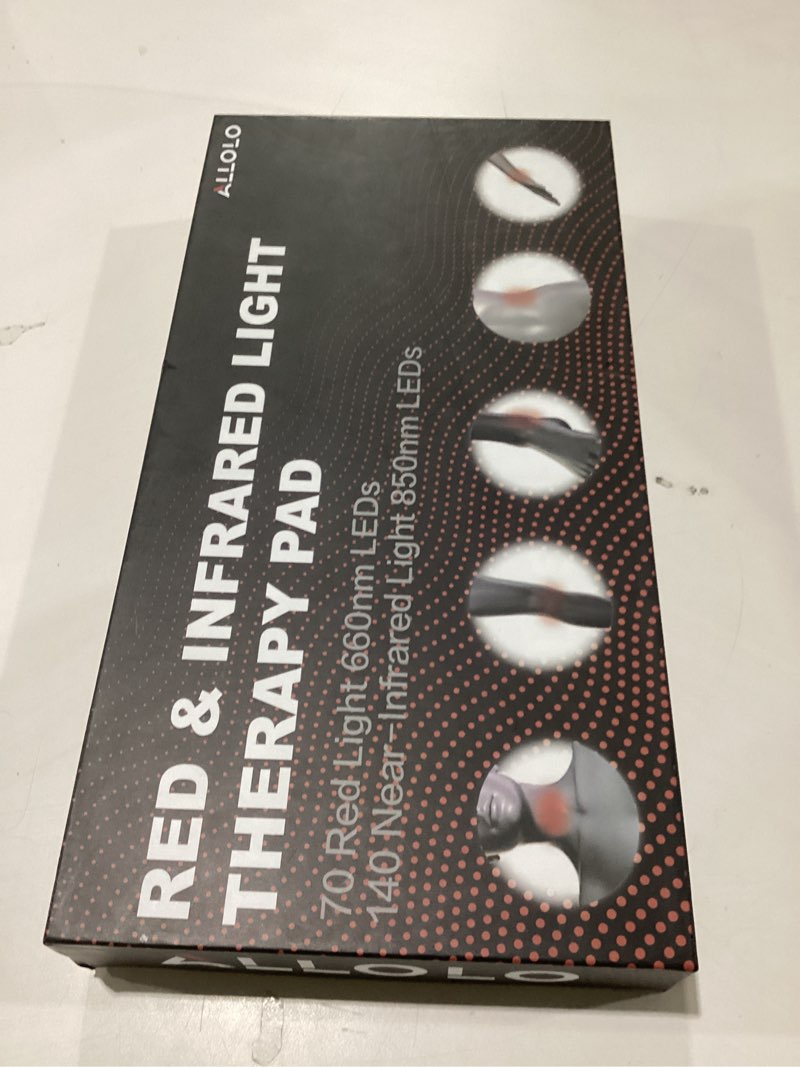 ALLOLO
RED & INFRARED LIGHT
THERAPY PAD
70 Red Light 660nm LEDs
140 Near-Infrared Light 850nm LEDs
ALLOLO